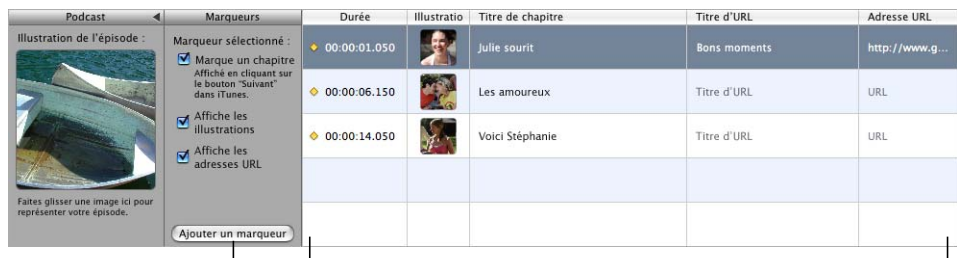 Podcast
Illustration de l'épisode :
Faites glisser une image ici pour
représenter votre épisode.
Marqueurs
Marqueur sélectionné :
Marque un chapitre
Affiché en cliquant sur
le bouton "Suivant"
dans iTunes.
Affiche les
illustrations
Affiche les
adresses URL
Ajouter un marqueur
Durée Illustratio Titre de chapitre Titre d'URL Adresse URL
00:00:01.050 Julie sourit Bons moments http://www.g...
00:00:06.150 Les amoureux Titre d'URL URL
00:00:14.050 Voici Stéphanie Titre d'URL URL